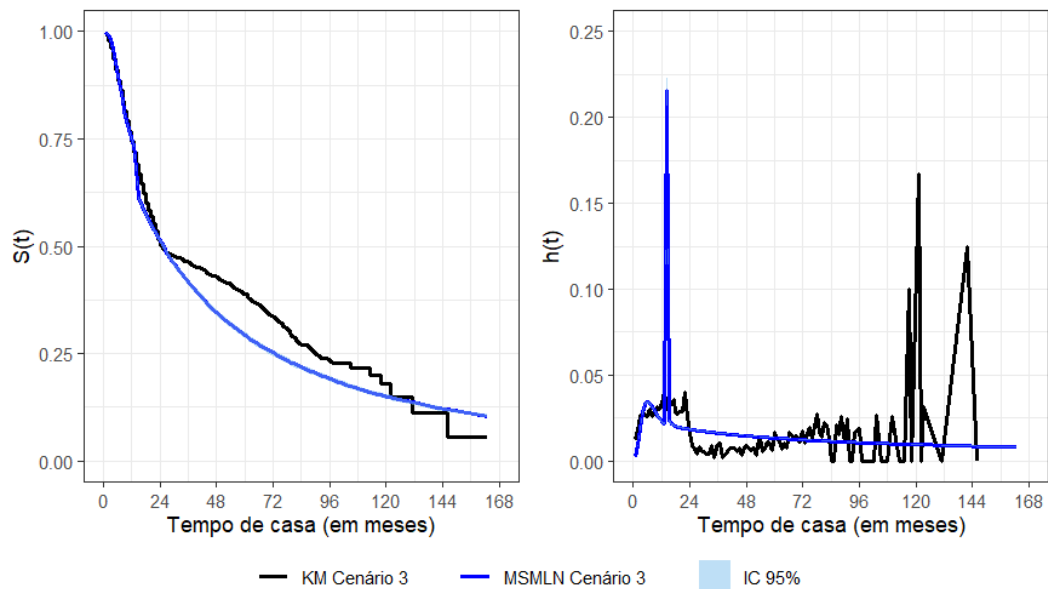 1.00
0.75
0.50
0.25
0.00
S(t)
0 24 48 72 96 120 144 168
Tempo de casa (em meses)
0.25
0.20
0.15
0.10
0.05
0.00
h(t)
0 24 48 72 96 120 144 168
Tempo de casa (em meses)
KM Cenário 3 MSMLN Cenário 3 IC 95%